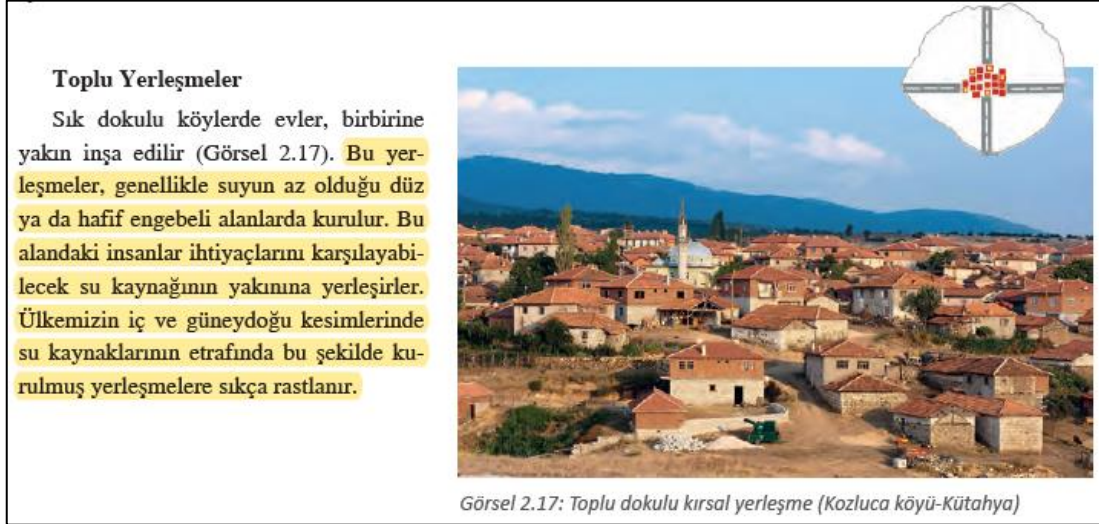 Toplu Yerleşmeler
Sık dokulu köylerde evler, birbirine
yakın inşa edilir (Görsel 2.17). Bu yer-
leşmeler, genellikle suyun az olduğu düz
ya da hafif engebeli alanlarda kurulur. Bu
alandaki insanlar ihtiyaçlarını karşılayabi-
lecek su kaynağının yakınına yerleşirler.
Ülkemizin iç ve güneydoğu kesimlerinde
su kaynaklarının etrafında bu şekilde ku-
rulmuş yerleşmelere sıkça rastlanır.
Görsel 2.17: Toplu dokulu kırsal yerleşme (Kozluca köyü-Kütahya)